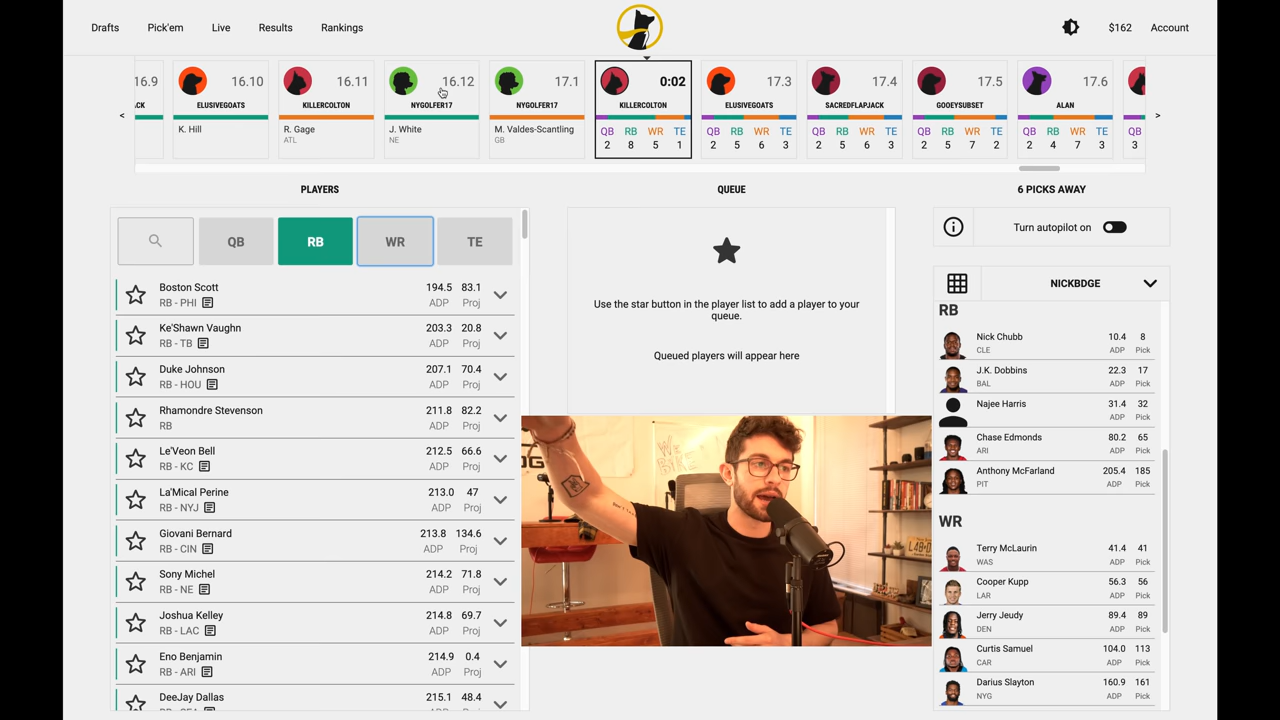 Drafts Pick'em Live Results Rankings $162 Account
16.9 16.10 16.11 16.12 17.1 0:02 17.3 17.4 17.5 17.6
ACK ELUSIVEGOATS KILLERCOLTON NYGOLFER17 NYGOLFER17 KILLERCOLTON ELUSIVEGOATS SACREDFLAPJACK GOOEYSUBSET ALAN
K. Hill R. Gage J. White M. Valdes-Scantling QB RB WR TE QB RB WR TE QB RB WR TE QB RB WR TE QB RB WR TE QB
ATL NE GB 2 8 5 1 2 5 6 3 2 5 6 3 2 5 7 2 2 4 7 3 3
< >
PLAYERS QUEUE 6 PICKS AWAY
QB RB WR TE
Turn autopilot on
NICKBDGE
Boston Scott 194.5 83.1
RB - PHI ADP Proj
Ke'Shawn Vaughn 203.3 20.8
RB - TB ADP Proj
Duke Johnson 207.1 70.4
RB - HOU ADP Proj
Rhamondre Stevenson 211.8 82.2
RB ADP Proj
Le'Veon Bell 212.5 66.6
RB - KC ADP Proj
La'Mical Perine 213.0 47
RB - NYJ ADP Proj
Giovani Bernard 213.8 134.6
RB - CIN ADP Proj
Sony Michel 214.2 71.8
RB - NE ADP Proj
Joshua Kelley 214.8 69.7
RB - LAC ADP Proj
Eno Benjamin 214.9 0.4
RB - ARI ADP Proj
DeeJay Dallas 215.1 48.4
Use the star button in the player list to add a player to your
queue.
Queued players will appear here
RB
Nick Chubb 10.4 8
CLE ADP Pick
J.K. Dobbins 22.3 17
BAL ADP Pick
Najee Harris 31.4 32
ADP Pick
Chase Edmonds 80.2 65
ARI ADP Pick
Anthony McFarland 205.4 185
PIT ADP Pick
WR
Terry McLaurin 41.4 41
WAS ADP Pick
Cooper Kupp 56.3 56
LAR ADP Pick
Jerry Jeudy 89.4 89
DEN ADP Pick
Curtis Samuel 104.0 113
CAR ADP Pick
Darius Slayton 160.9 161
NYG ADP Pick